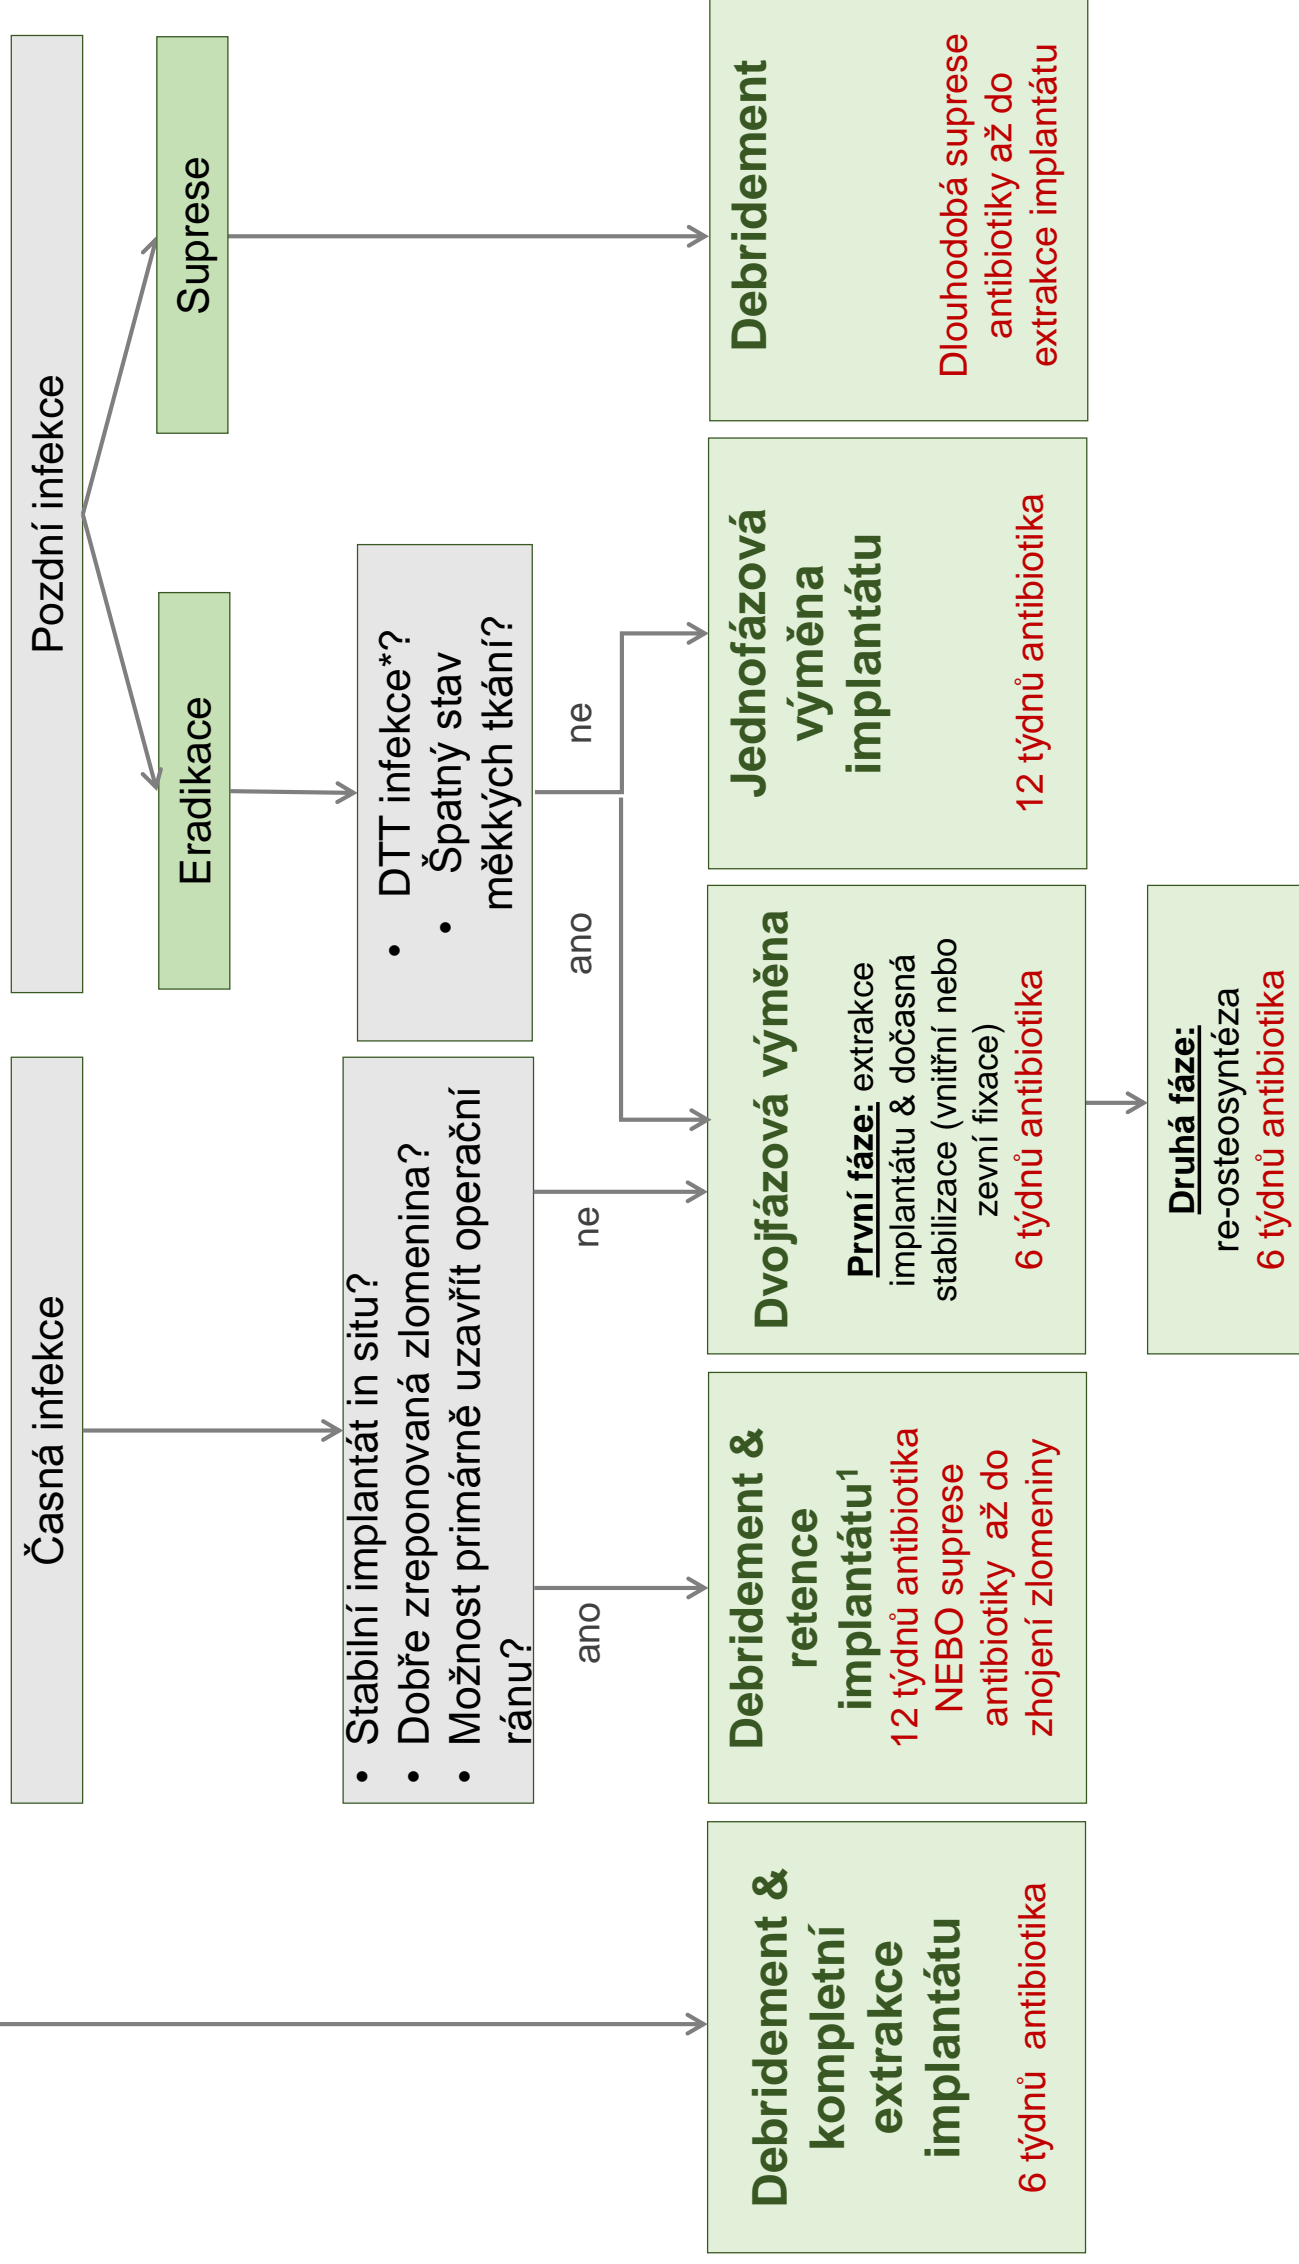 Časná infekce
Pozdní infekce
Eradikace
Suprese
• Stabilní implantát in situ?
• Dobře zreponovaná zlomenina?
• Možnost primárně uzavřít operační
ránu?
• DTT infekce*?
• Špatný stav
měkkých tkání?
ano
ne
ano
ne
Debridement &
kompletní
extrakce
implantátu
6 týdnů antibiotika
Debridement &
retence
implantátu¹
12 týdnů antibiotika
NEBO suprese
antibiotiky až do
zhojení zlomeniny
Dvojfázová výměna
První fáze: extrakce
implantátu & dočasná
stabilizace (vnitřní nebo
zevní fixace)
6 týdnů antibiotika
Jednofázová
výměna
implantátu
12 týdnů antibiotika
Debridement
Dlouhodobá suprese
antibiotiky až do
extrakce implantátu
Druhá fáze:
re-osteosyntéza
6 týdnů antibiotika